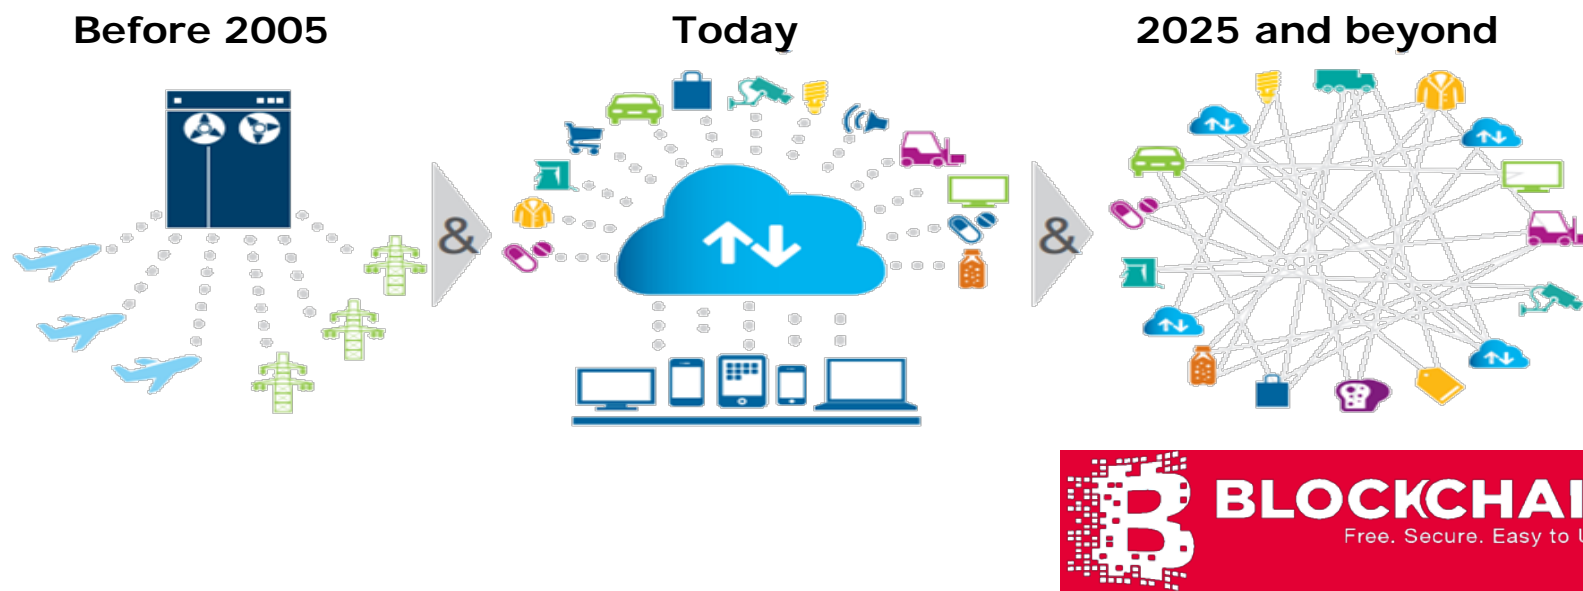 Before 2005
Today
2025 and beyond
&
&
BLOCKCHAI
Free. Secure. Easy to